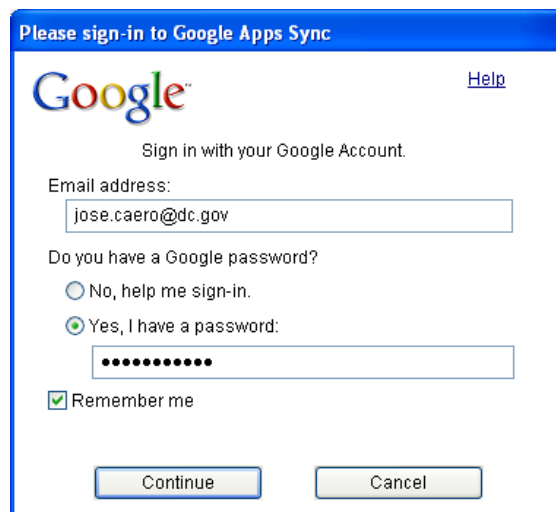 Please sign-in to Google Apps Sync
Google™
Help
Sign in with your Google Account.
Email address:
jose.caero@dc.gov
Do you have a Google password?
No, help me sign-in.
Yes, I have a password:
•••••••••••
Remember me
Continue
Cancel